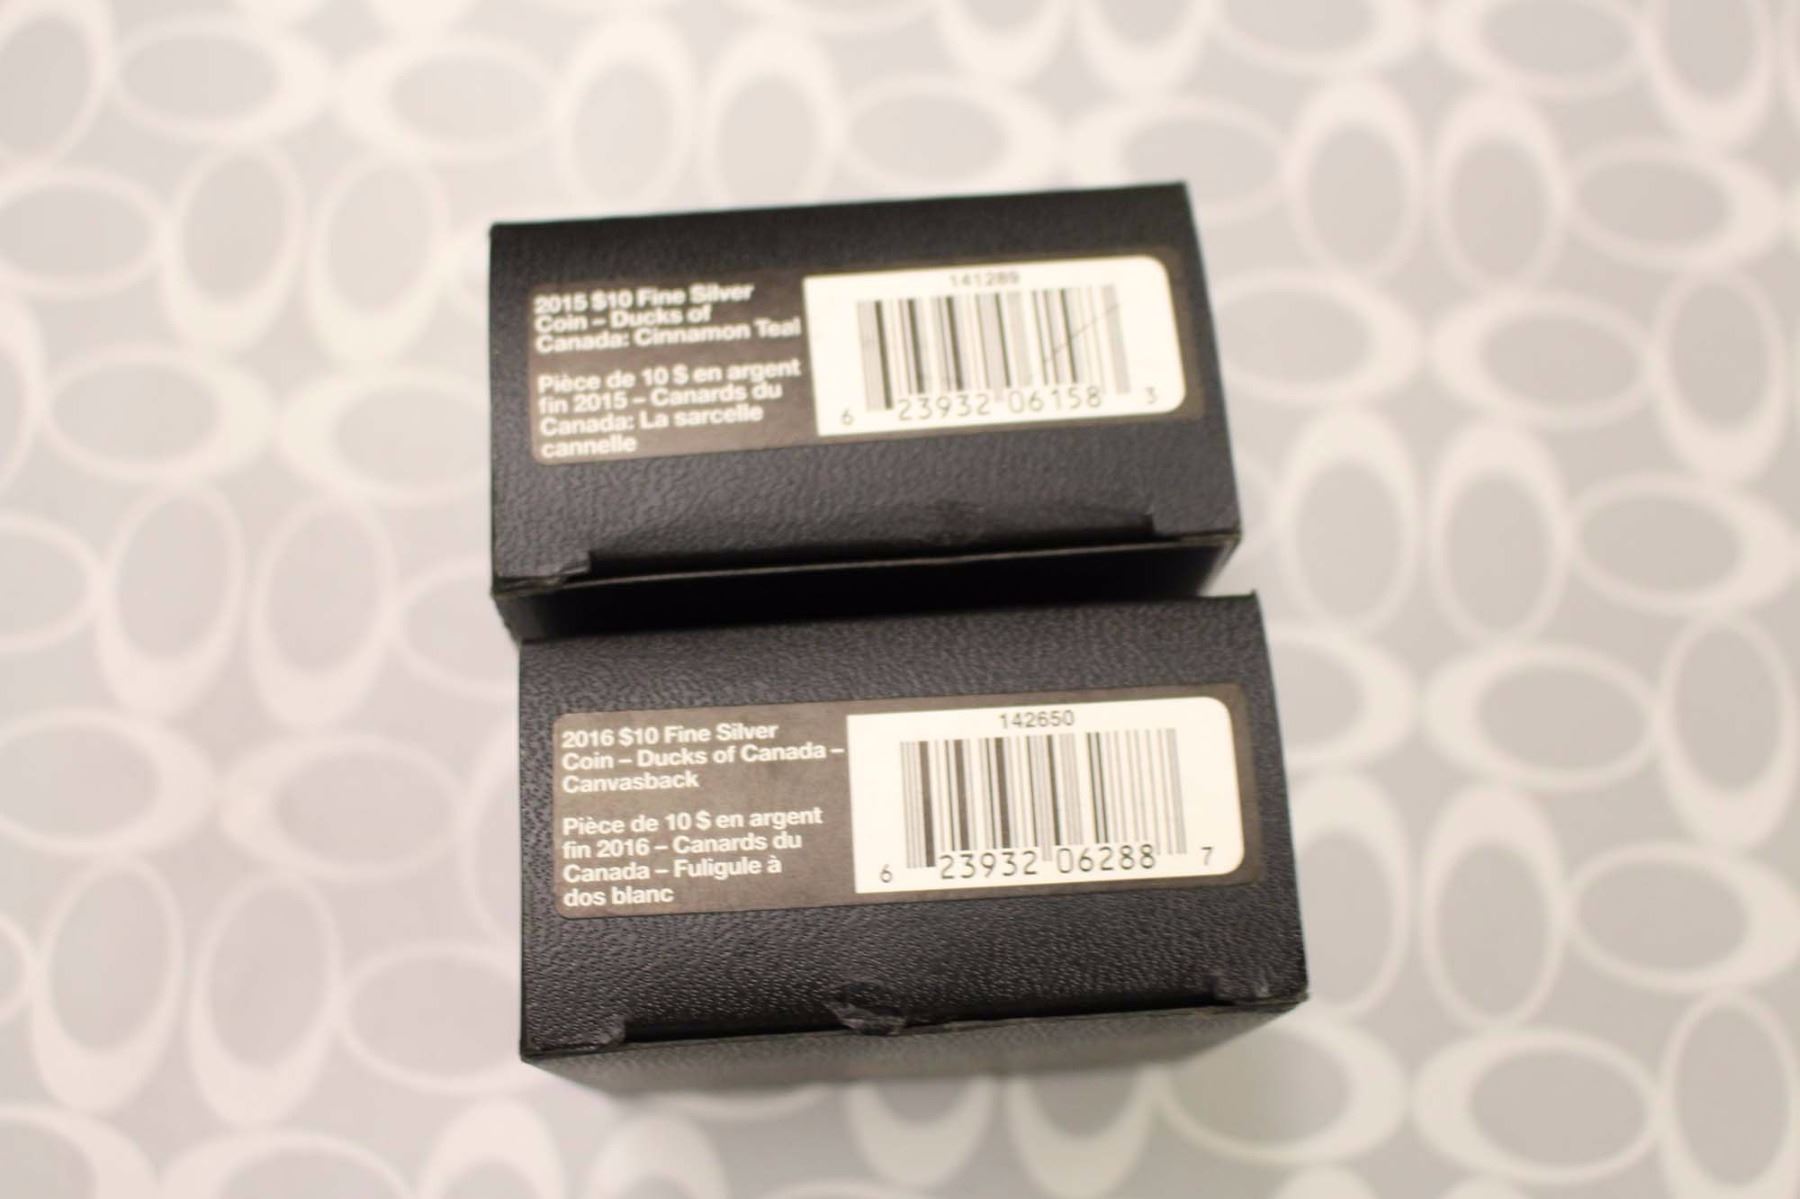 2015 $10 Fine Silver
Coin – Ducks of
Canada: Cinnamon Teal
Pièce de 10 $ en argent
fin 2015 – Canards du
Canada: La sarcelle
cannelle
141289
6 23932 06158 3
2016 $10 Fine Silver
Coin – Ducks of Canada –
Canvasback
Pièce de 10 $ en argent
fin 2016 – Canards du
Canada – Fuligule à
dos blanc
142650
6 23932 06288 7